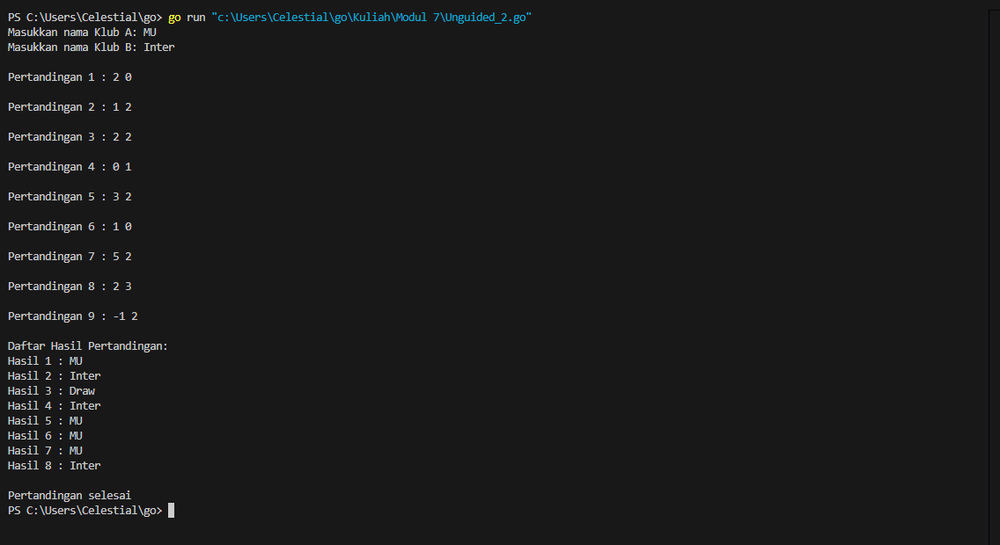 PS C:\Users\Celestial\go> go run "c:\Users\Celestial\go\Kuliah\Modul 7\Unguided_2.go"
Masukkan nama Klub A: MU
Masukkan nama Klub B: Inter
Pertandingan 1 : 2 0
Pertandingan 2 : 1 2
Pertandingan 3 : 2 2
Pertandingan 4 : 0 1
Pertandingan 5 : 3 2
Pertandingan 6 : 1 0
Pertandingan 7 : 5 2
Pertandingan 8 : 2 3
Pertandingan 9 : -1 2
Daftar Hasil Pertandingan:
Hasil 1 : MU
Hasil 2 : Inter
Hasil 3 : Draw
Hasil 4 : Inter
Hasil 5 : MU
Hasil 6 : MU
Hasil 7 : MU
Hasil 8 : Inter
Pertandingan selesai
PS C:\Users\Celestial\go>